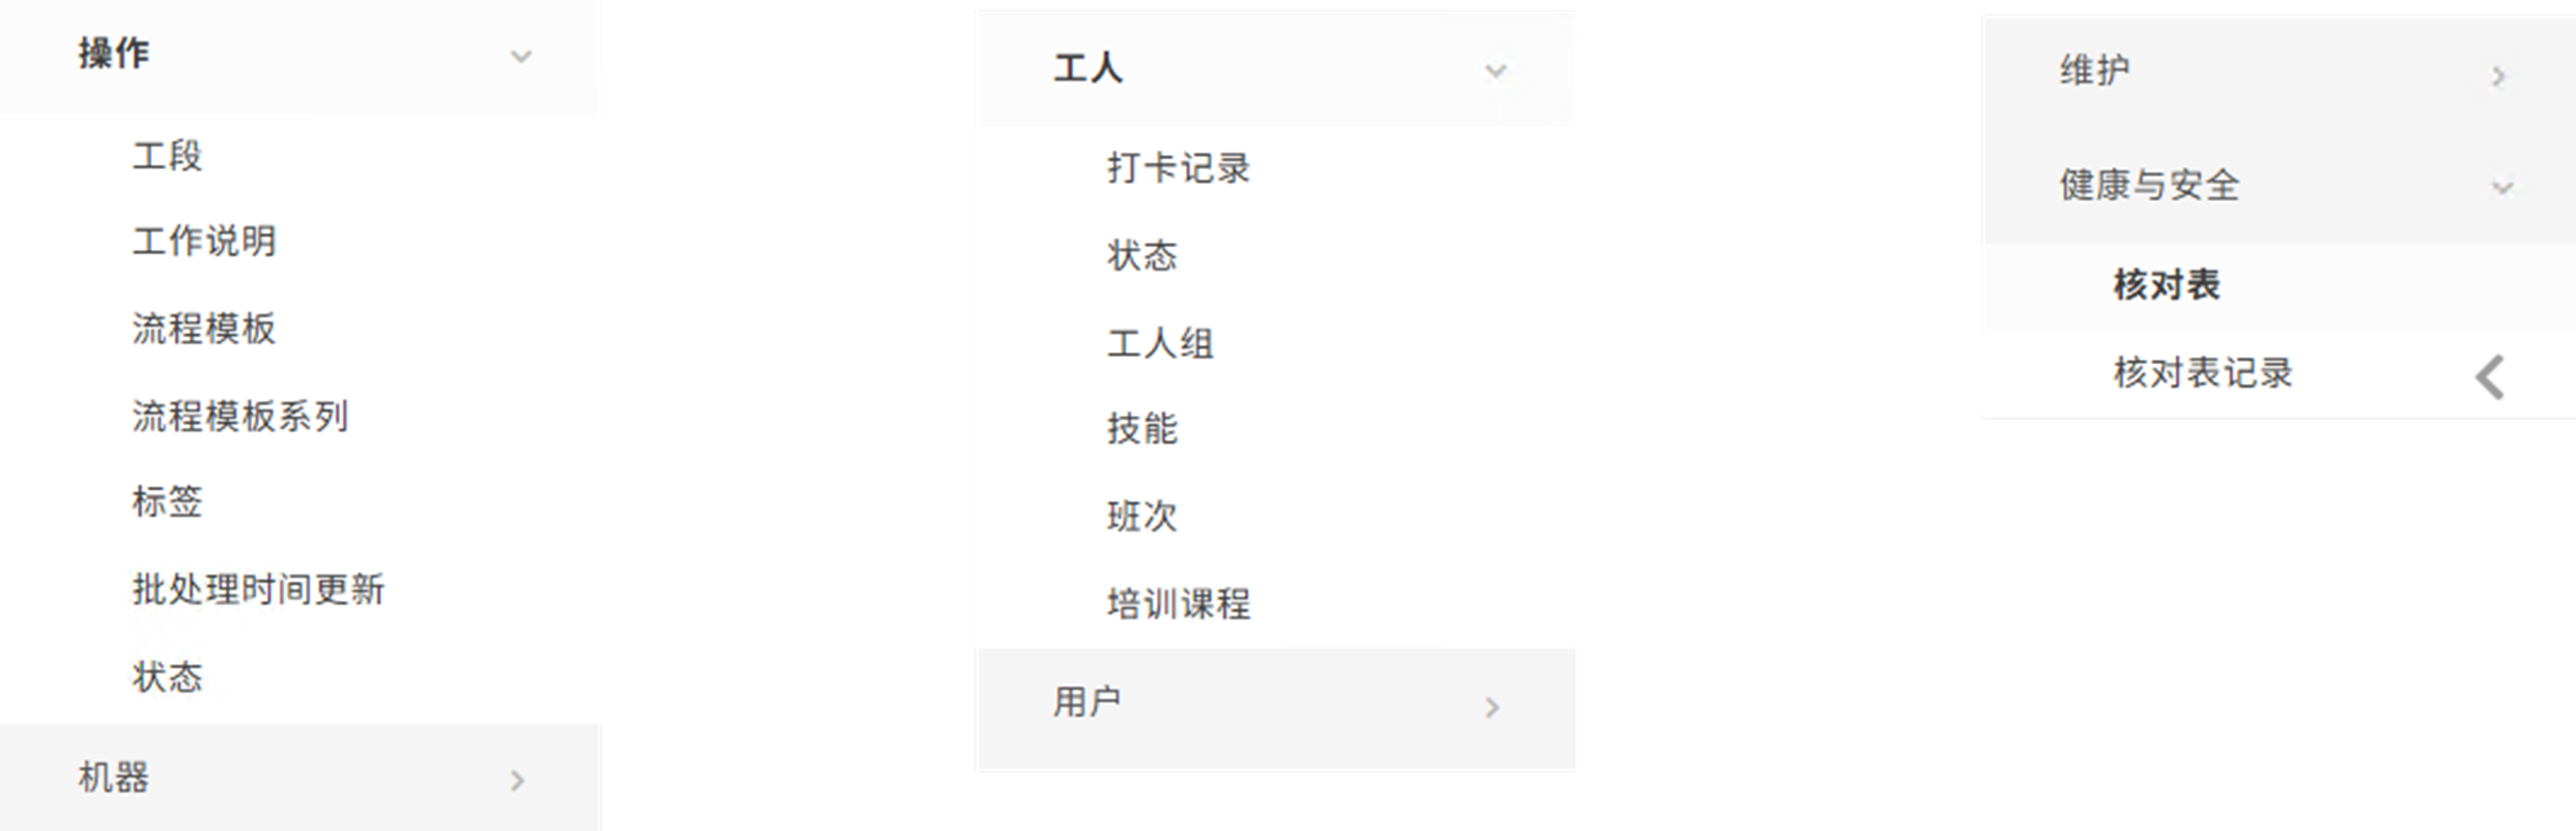 操作
工段
工作说明
流程模板
流程模板系列
标签
批处理时间更新
状态
机器
工人
打卡记录
状态
工人组
技能
班次
培训课程
用户
维护
健康与安全
核对表
核对表记录